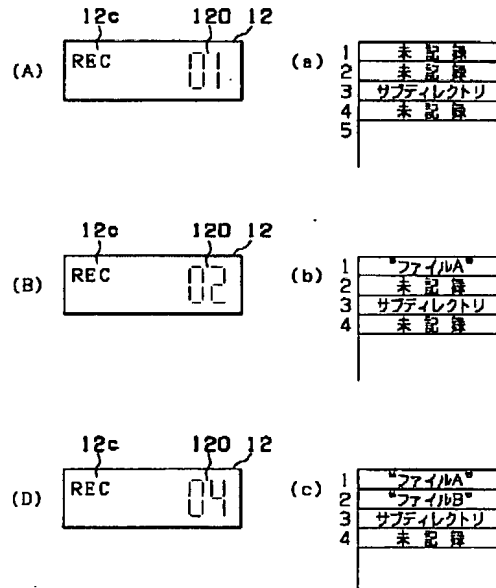 12c 120 12
(A) REC 01
(a)
1 未記録
2 未記録
3 サブディレクトリ
4 未記録
5
12c 120 12
(B) REC 02
(b)
1 "ファイルA"
2 未記録
3 サブディレクトリ
4 未記録
12c 120 12
(D) REC 04
(c)
1 "ファイルA"
2 "ファイルB"
3 サブディレクトリ
4 未記録